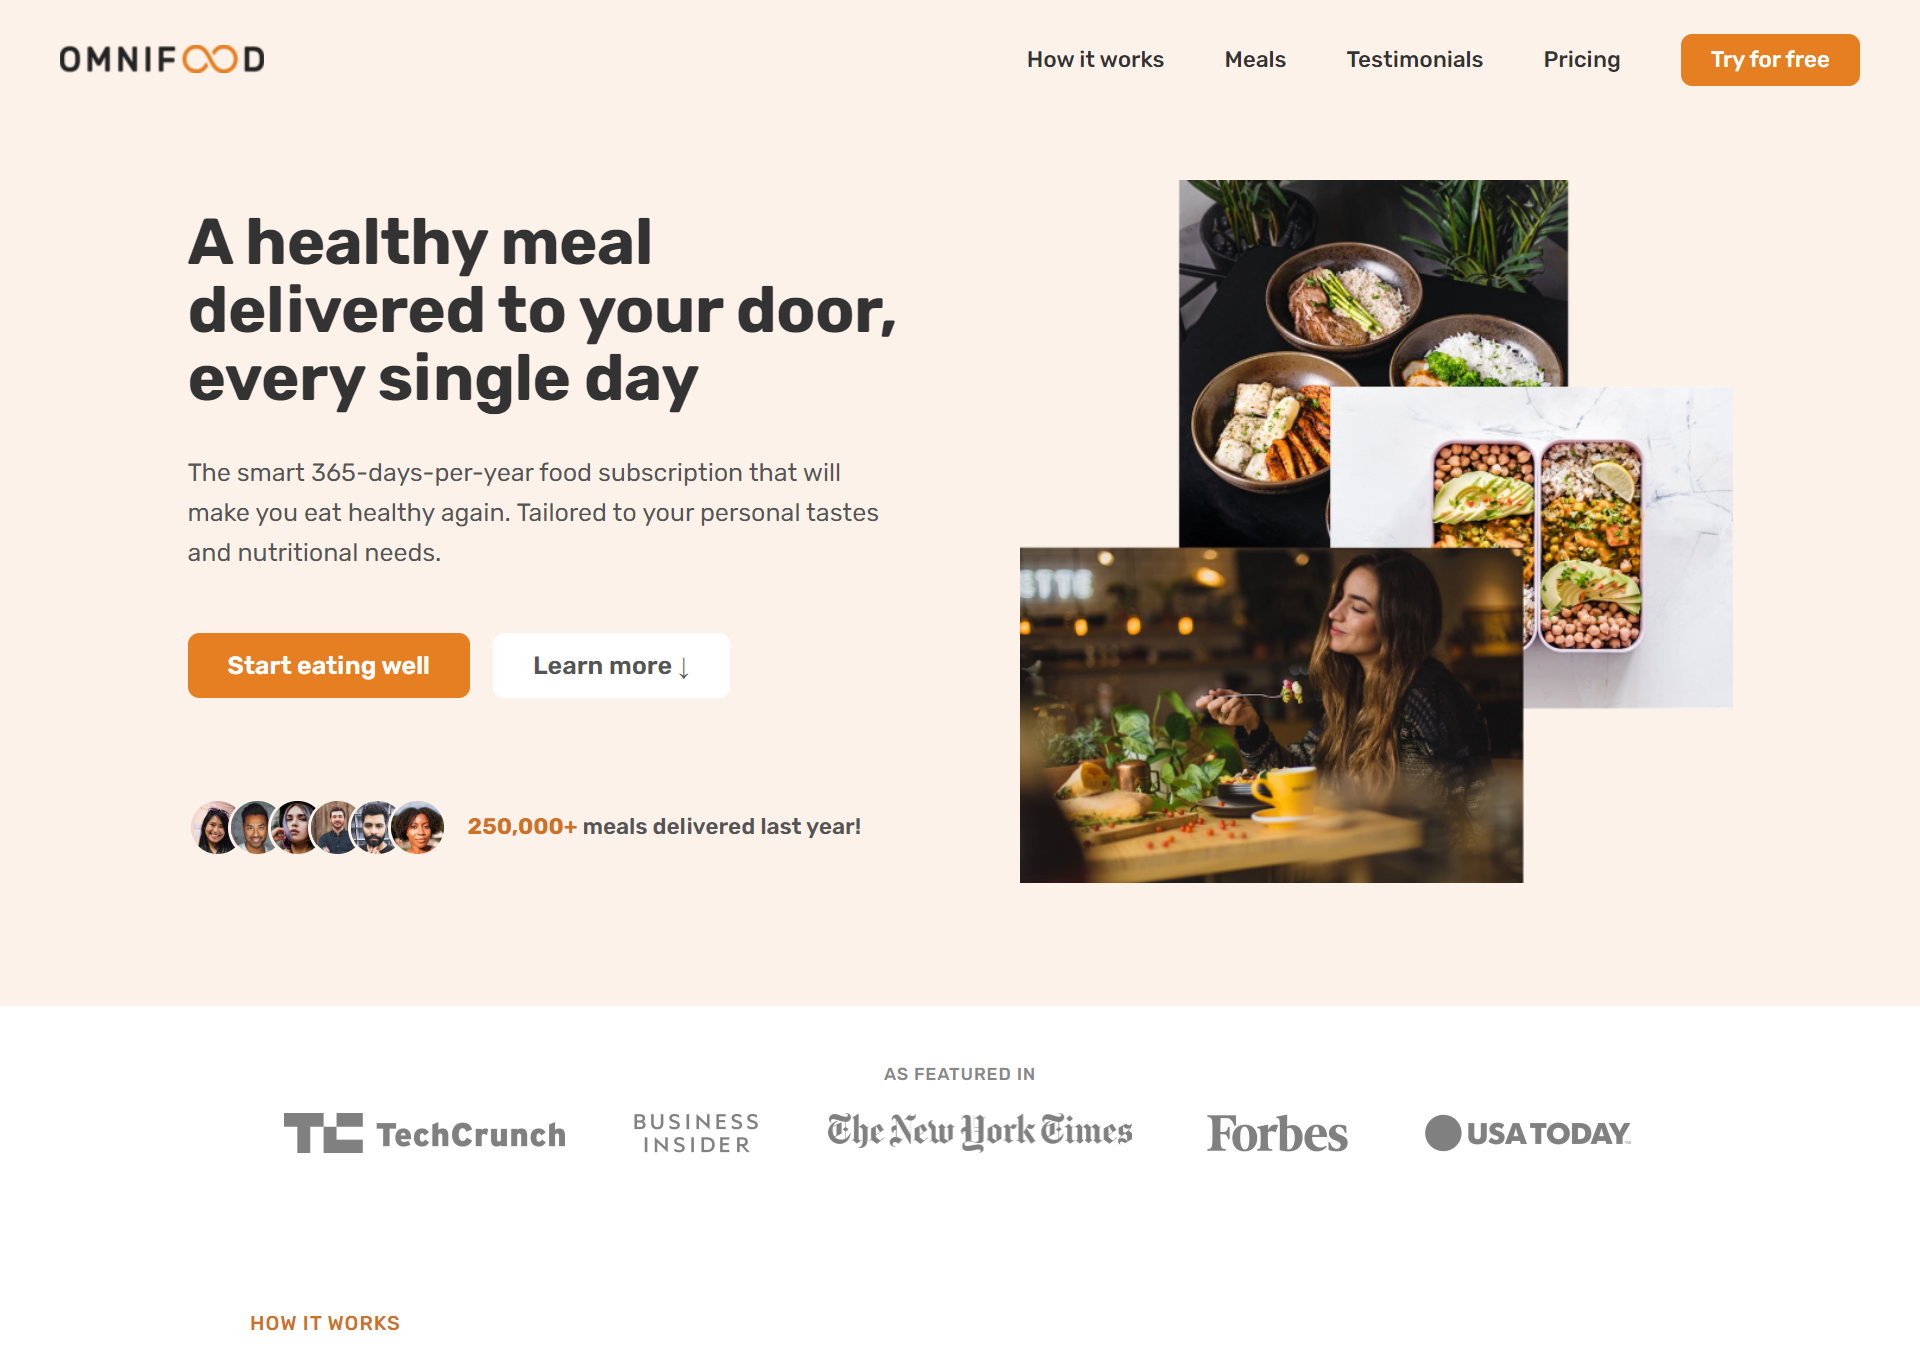 OMNIFOOD
How it works
Meals
Testimonials
Pricing
Try for free
A healthy meal
delivered to your door,
every single day
The smart 365-days-per-year food subscription that will
make you eat healthy again. Tailored to your personal tastes
and nutritional needs.
Start eating well
Learn more ↓
250,000+ meals delivered last year!
ETTE
AS FEATURED IN
TC TechCrunch
BUSINESS
INSIDER
The New York Times
Forbes
USA TODAY
HOW IT WORKS